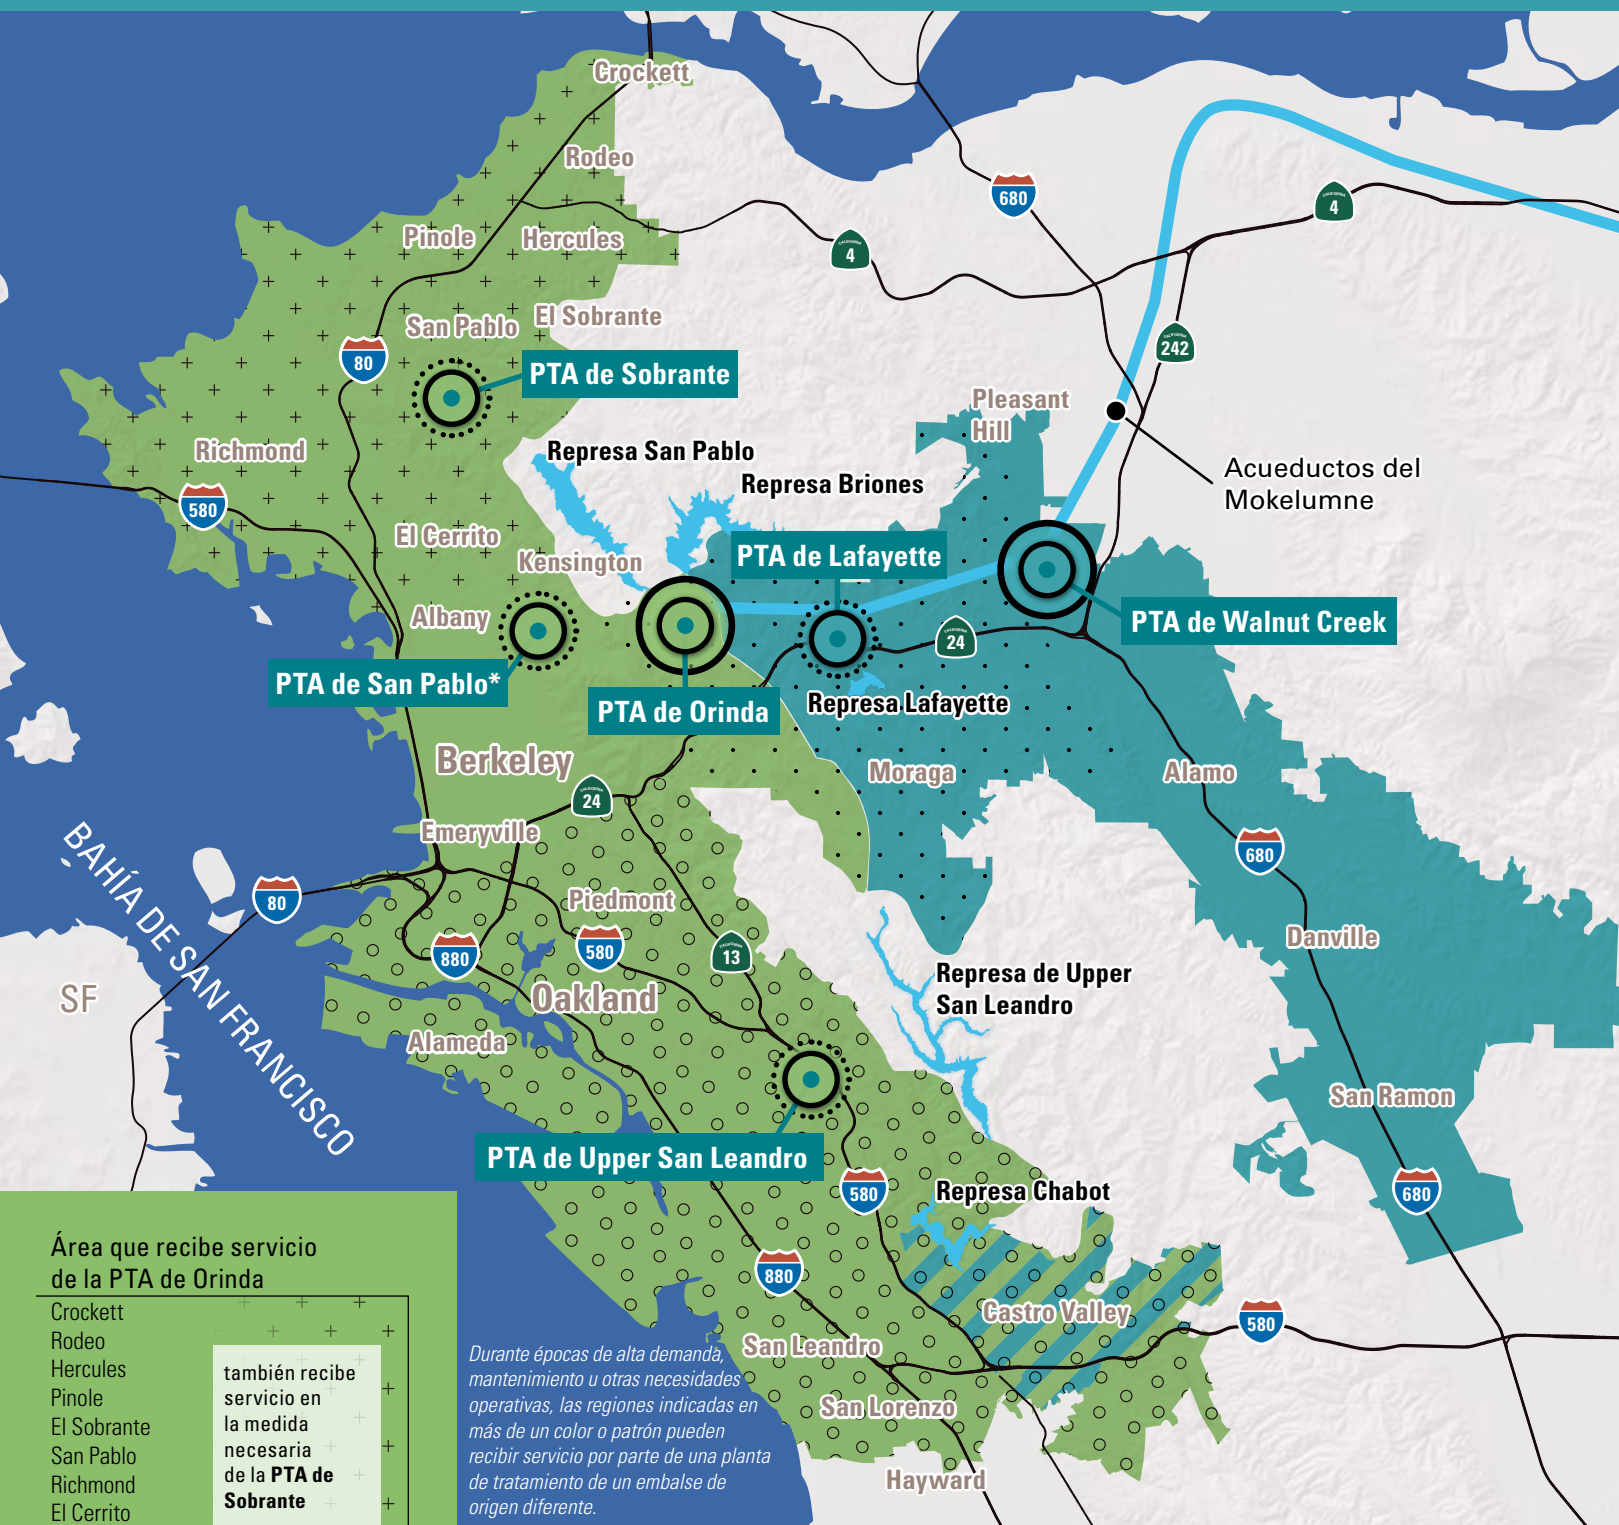 Crockett
Rodeo
680
CALIFORNIA
4
Pinole
Hercules
CALIFORNIA
4
San Pablo
El Sobrante
80
CALIFORNIA
242
PTA de Sobrante
Pleasant
Hill
Richmond
Represa San Pablo
Represa Briones
Acueductos del
Mokelumne
580
El Cerrito
Kensington
PTA de Lafayette
Albany
CALIFORNIA
24
PTA de Walnut Creek
PTA de San Pablo*
PTA de Orinda
Represa Lafayette
Berkeley
Moraga
Alamo
CALIFORNIA
24
Emeryville
680
BAHÍA DE SAN FRANCISCO
80
Piedmont
880
580
CALIFORNIA
13
Danville
SF
Oakland
Represa de Upper
San Leandro
Alameda
San Ramon
PTA de Upper San Leandro
580
Represa Chabot
680
880
Castro Valley
580
San Leandro
San Lorenzo
Hayward
Área que recibe servicio
de la PTA de Orinda
Crockett
Rodeo
Hercules
Pinole
El Sobrante
San Pablo
Richmond
El Cerrito
también recibe
servicio en
la medida
necesaria
de la PTA de
Sobrante
Durante épocas de alta demanda,
mantenimiento u otras necesidades
operativas, las regiones indicadas en
más de un color o patrón pueden
recibir servicio por parte de una planta
de tratamiento de un embalse de
origen diferente.